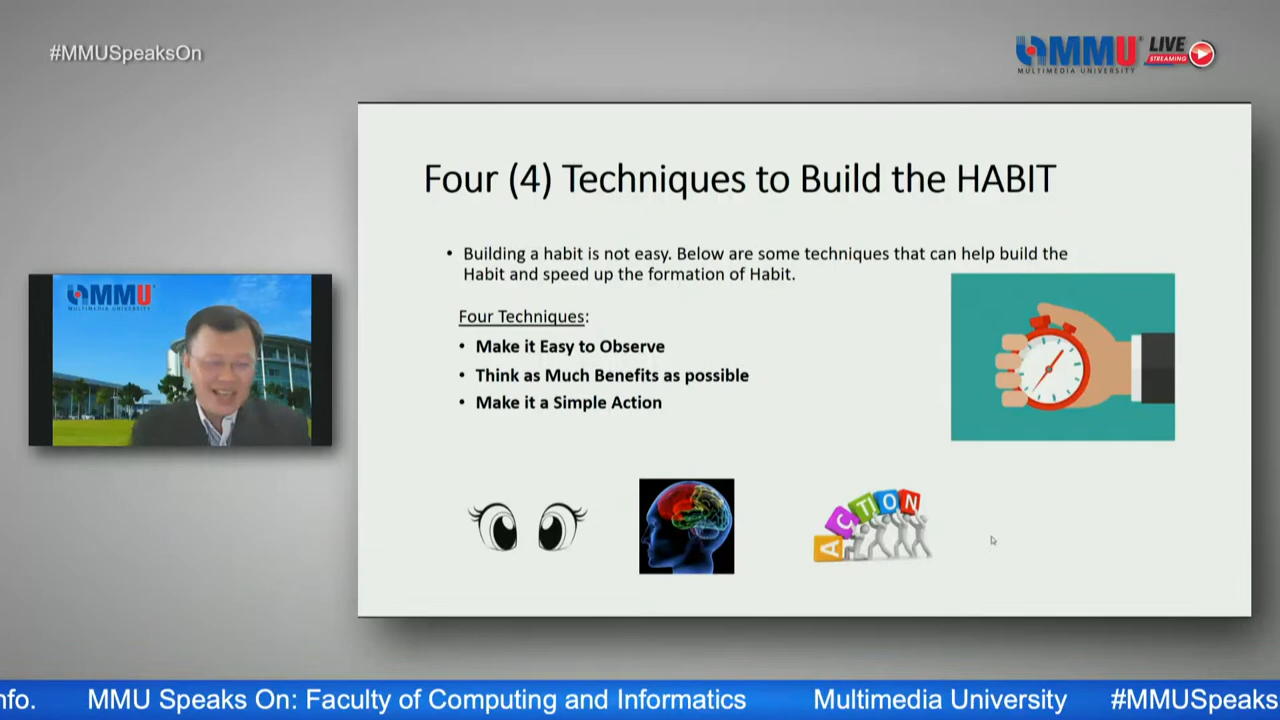 #MMUSpeaksOn
MMU
MULTIMEDIA UNIVERSITY
LIVE
STREAMING
Four (4) Techniques to Build the HABIT
• Building a habit is not easy. Below are some techniques that can help build the
Habit and speed up the formation of Habit.
Four Techniques:
• Make it Easy to Observe
• Think as Much Benefits as possible
• Make it a Simple Action
MMU
MULTIMEDIA UNIVERSITY
ACTION
nfo. MMU Speaks On: Faculty of Computing and Informatics Multimedia University #MMUSpeaks